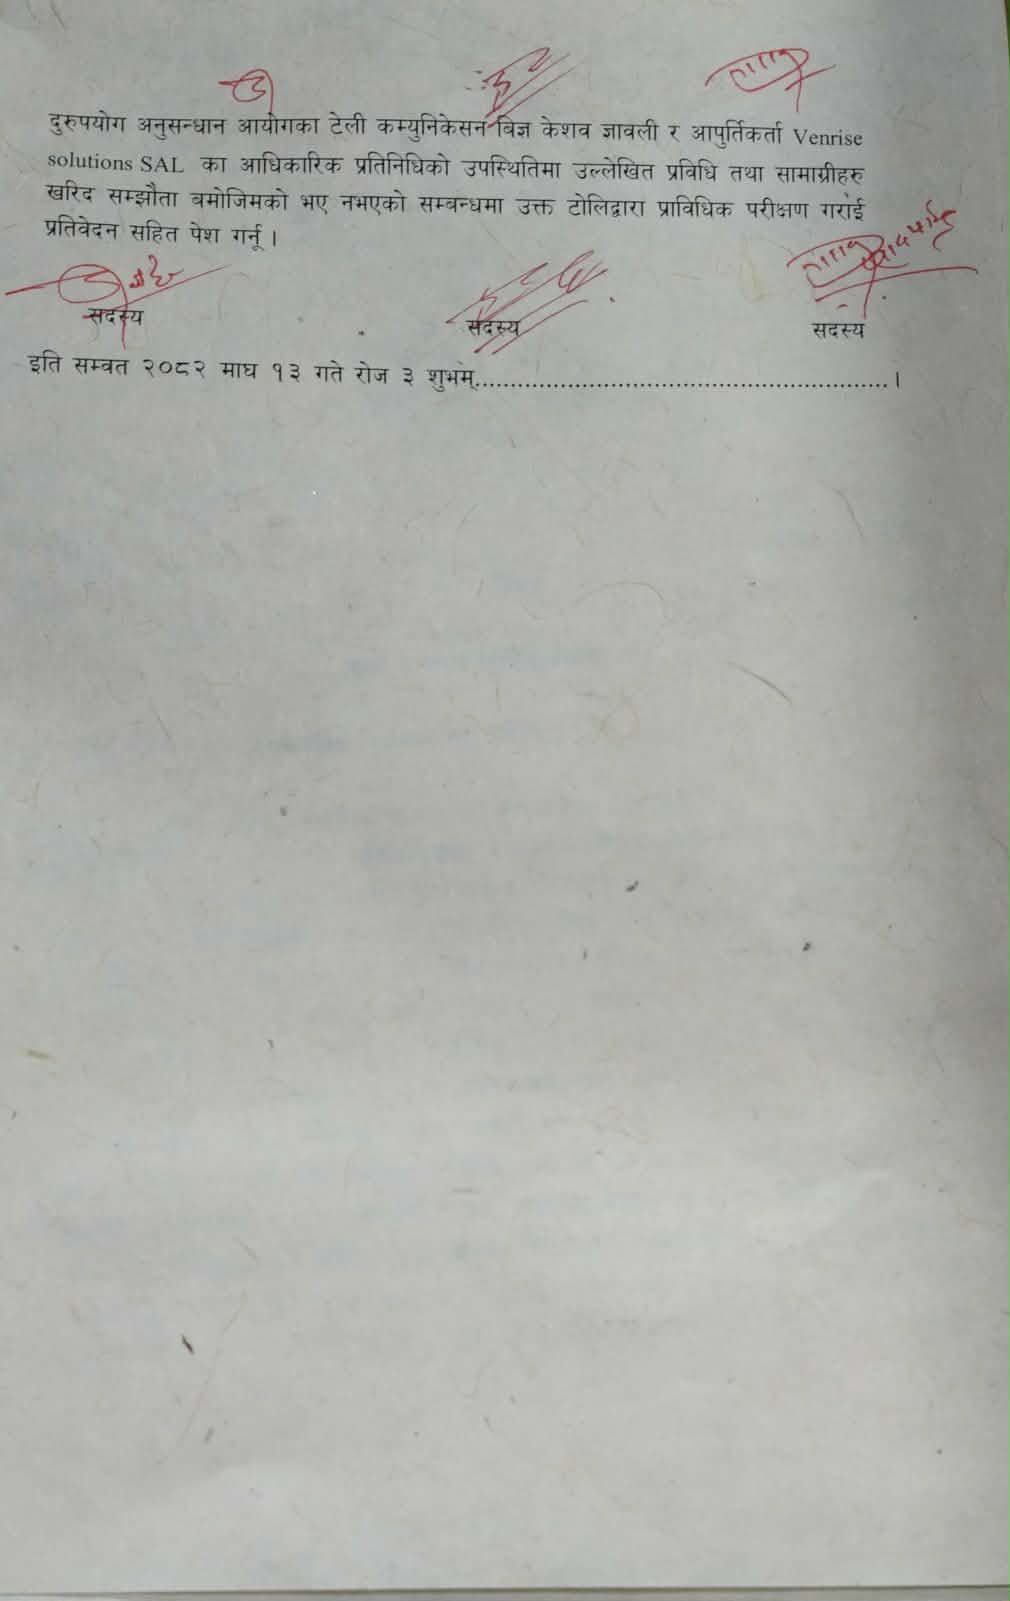 दुरुपयोग अनुसन्धान आयोगका टेली कम्युनिकेसन विज्ञ केशव ज्ञावली र आपुर्तिकर्ता Venrise
solutions SAL का आधिकारिक प्रतिनिधिको उपस्थितिमा उल्लेखित प्रविधि तथा सामाग्रीहरु
खरिद सम्झौता बमोजिमको भए नभएको सम्बन्धमा उक्त टोलिद्वारा प्राविधिक परीक्षण गराई
प्रतिवेदन सहित पेश गर्नू ।
सदस्य सदस्य सदस्य
इति सम्वत २०८२ माघ १३ गते रोज ३ शुभम्............................................................ ।